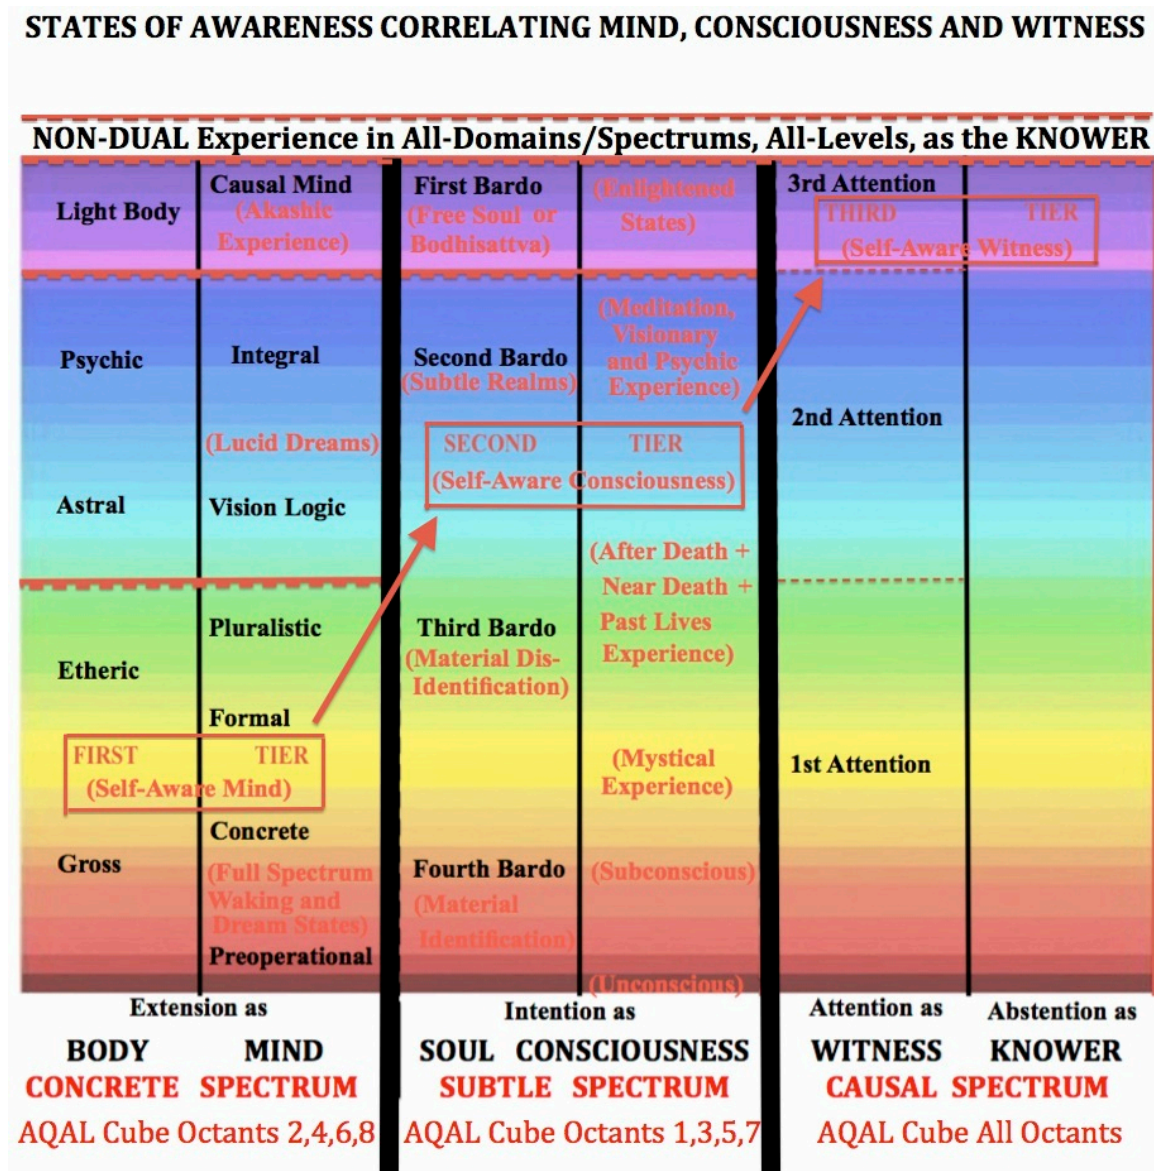 STATES OF AWARENESS CORRELATING MIND, CONSCIOUSNESS AND WITNESS
NON-DUAL Experience in All-Domains/Spectrums, All-Levels, as the KNOWER
Light Body
Psychic
Astral
Etheric
FIRST TIER
(Self-Aware Mind)
Gross
Causal Mind
(Akashic
Experience)
Integral
(Lucid Dreams)
Vision Logic
Pluralistic
Formal
Concrete
(Full Spectrum
Waking and
Dream States)
Preoperational
First Bardo
(Free Soul or
Bodhisattva)
Second Bardo
(Subtle Realms)
SECOND TIER
(Self-Aware Consciousness)
Third Bardo
(Material Dis-
Identification)
Fourth Bardo
(Material
Identification)
(Enlightened
States)
(Meditation,
Visionary
and Psychic
Experience)
(After Death +
Near Death +
Past Lives
Experience)
(Mystical
Experience)
(Subconscious)
(Unconscious)
3rd Attention
THIRD TIER
(Self-Aware Witness)
2nd Attention
1st Attention
Extension as
BODY MIND
CONCRETE SPECTRUM
AQAL Cube Octants 2,4,6,8
Intention as
SOUL CONSCIOUSNESS
SUBTLE SPECTRUM
AQAL Cube Octants 1,3,5,7
Attention as Abstention as
WITNESS KNOWER
CAUSAL SPECTRUM
AQAL Cube All Octants